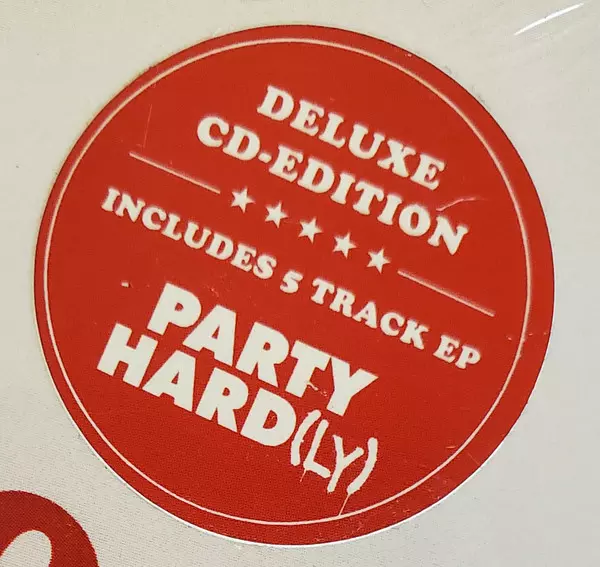 DELUXE
CD-EDITION
INCLUDES 5 TRACK EP
PARTY
HARD(LY)